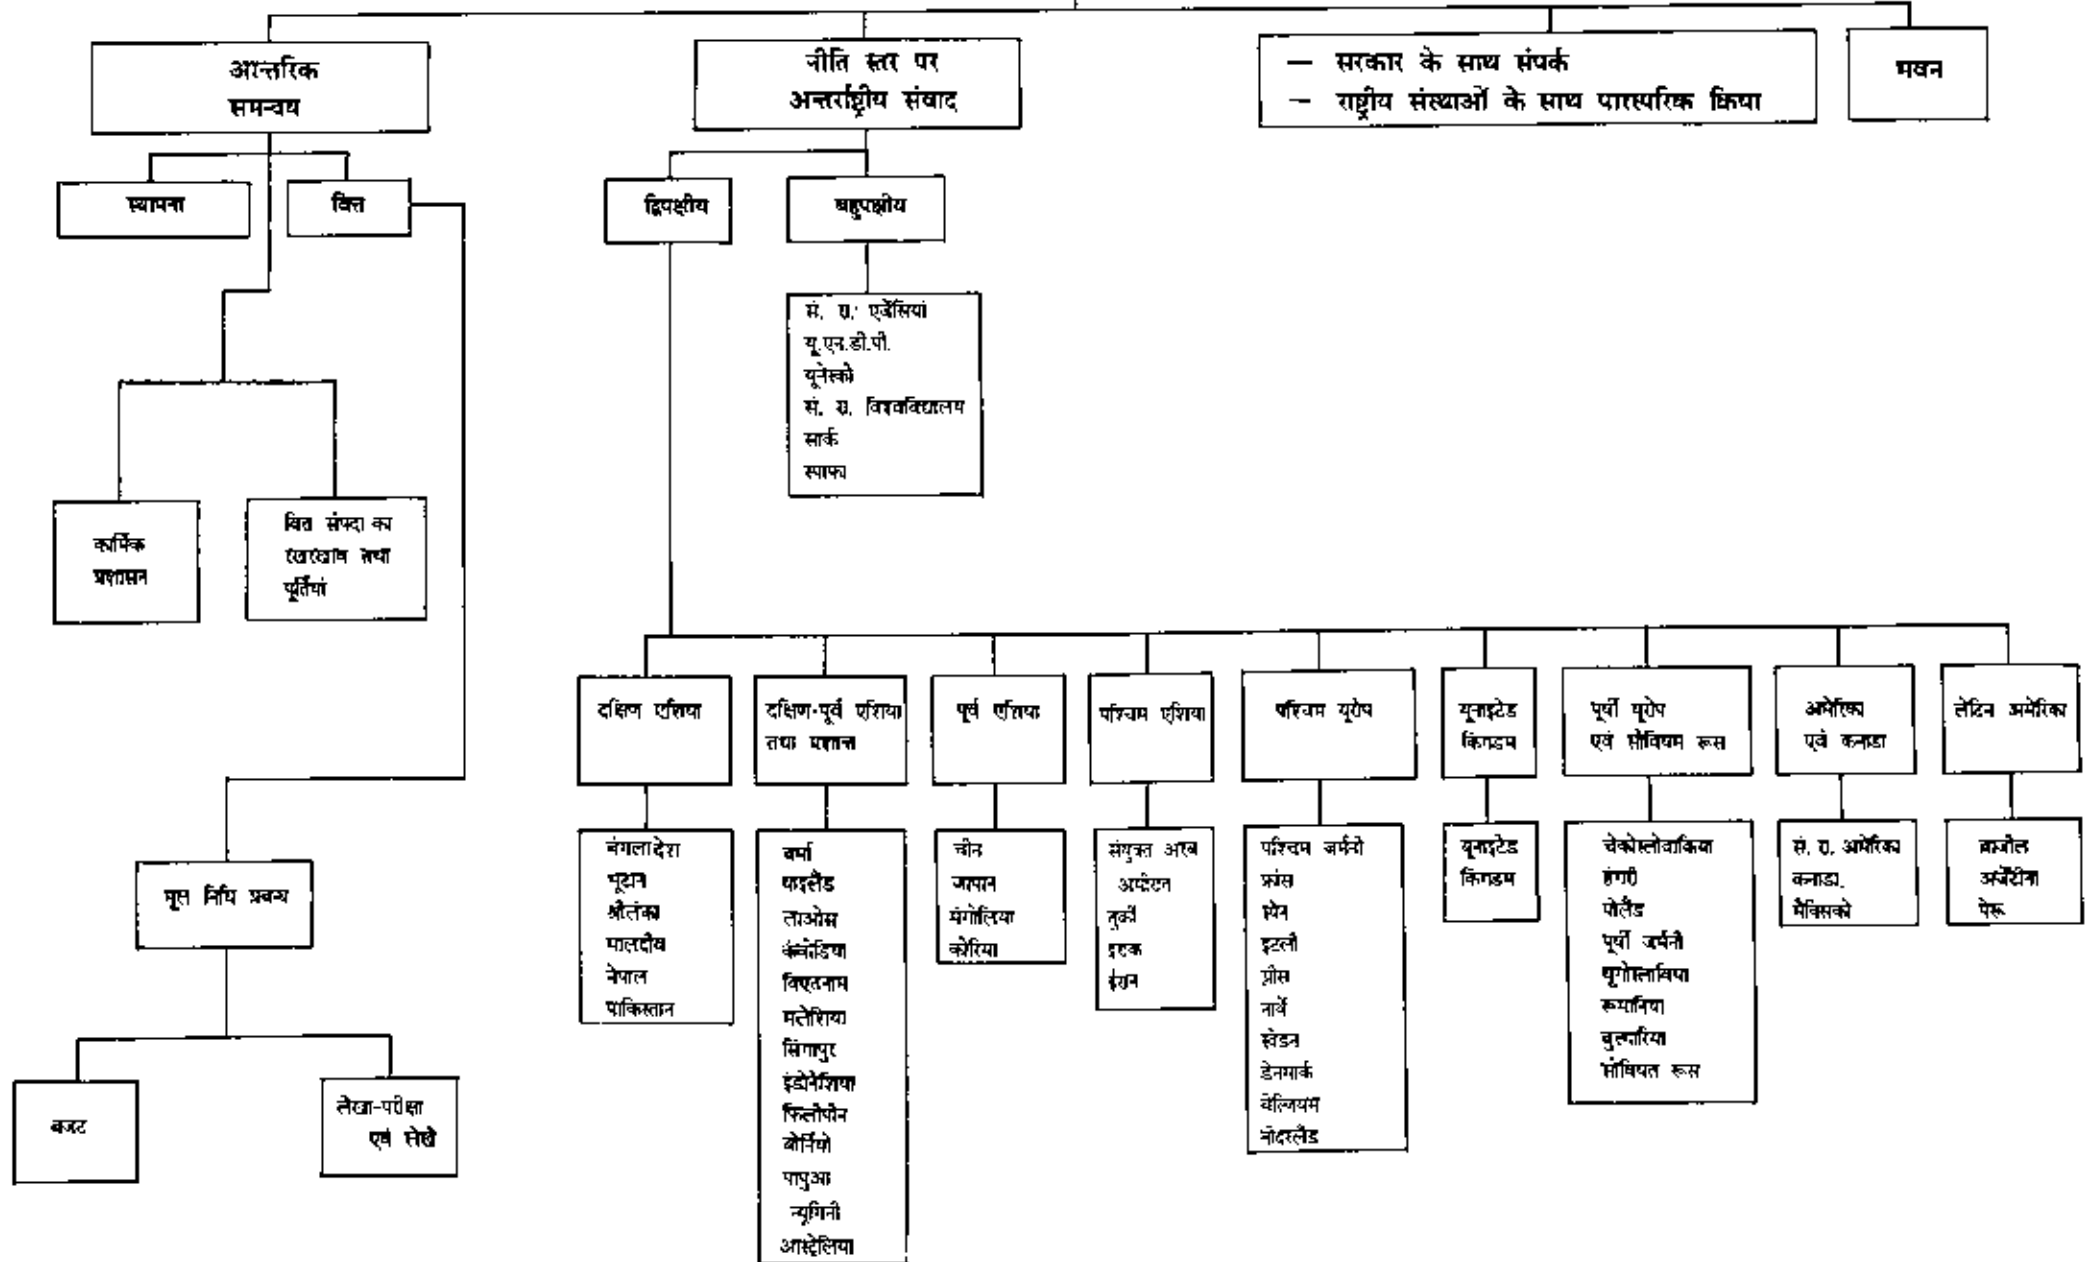 आन्तरिक
समन्वय
नीति स्तर पर
अन्तर्राष्ट्रीय संवाद
— सरकार के साथ संपर्क
— राष्ट्रीय संस्थाओं के साथ पारस्परिक क्रिया
भवन
स्थापना
वित्त
द्विपक्षीय
बहुपक्षीय
सं. रा. एजेंसियां
यू.एन.डी.पी.
यूनेस्को
सं. रा. विश्वविद्यालय
सार्क
स्पाफा
कार्मिक
प्रशासन
वित्त संपदा का
रखरखाव तथा
पूर्तियां
दक्षिण एशिया
दक्षिण-पूर्व एशिया
तथा प्रशान्त
पूर्व एशिया
पश्चिम एशिया
पश्चिम यूरोप
यूनाइटेड
किंगडम
पूर्वी यूरोप
एवं सोवियम रूस
अमेरिका
एवं कनाडा
लेटिन अमेरिका
बंगलादेश
भूटान
श्रीलंका
मालदीव
नेपाल
पाकिस्तान
बर्मा
थाइलैंड
लाओस
कंबोडिया
विएतनाम
मलेशिया
सिंगापुर
इंडोनेशिया
फिलीपीन
बोर्नियो
पापुआ
न्यूगिनी
आस्ट्रेलिया
चीन
जापान
मंगोलिया
कोरिया
संयुक्त अरब
तुर्की
इराक
ईरान
पश्चिम जर्मनी
फ्रांस
स्पेन
इटली
ग्रीस
नार्वे
स्वीडन
डेनमार्क
बेल्जियम
नीदरलैंड
यूनाइटेड
किंगडम
चेकोस्लोवाकिया
हंगरी
पोलैंड
पूर्वी जर्मनी
यूगोस्लाविया
रूमानिया
बुल्गारिया
सोवियत रूस
सं. रा. अमेरिका
कनाडा
मैक्सिको
ब्राजील
अर्जेंटीना
पेरू
मूल निधि प्रबन्ध
बजट
लेखा-परीक्षा
एवं लेखे